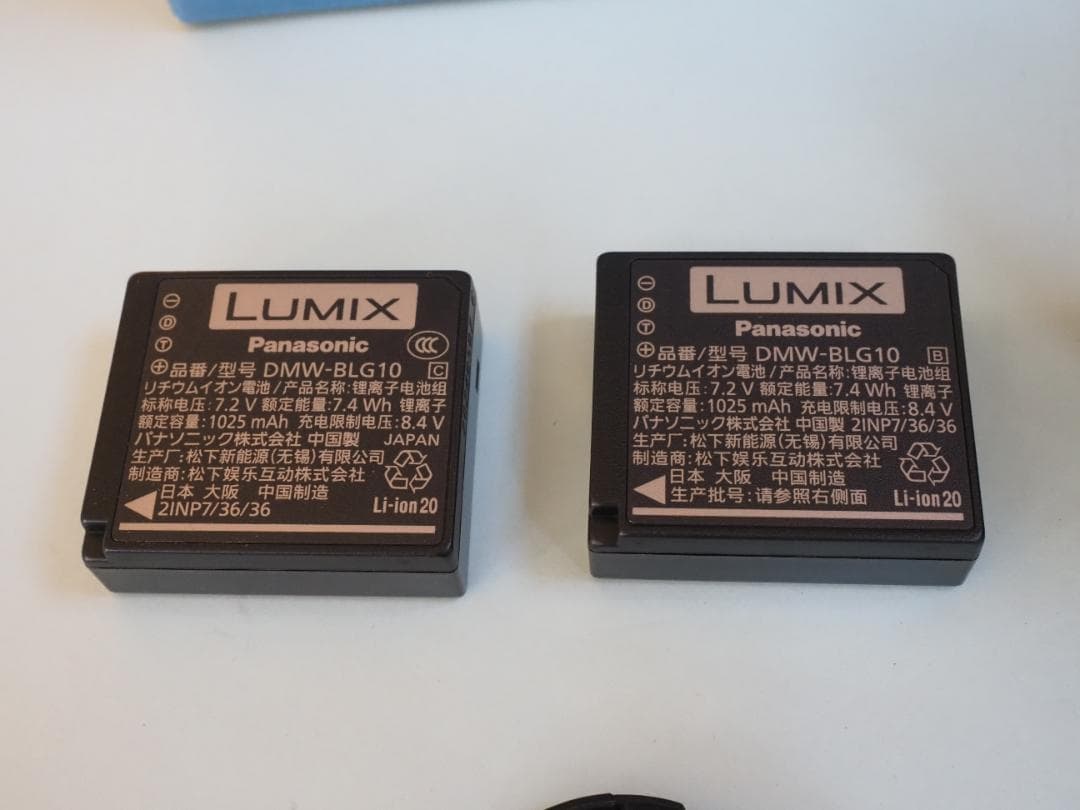 LUMIX
Panasonic
CCC
⊖
Ⓓ
Ⓣ
⊕品番/型号 DMW-BLG10 C
リチウムイオン電池/产品名称:锂离子电池组
标称电压:7.2 V 额定能量:7.4 Wh 锂离子
额定容量:1025 mAh 充电限制电压:8.4 V
パナソニック株式会社 中国製 JAPAN
生产厂:松下新能源(无锡)有限公司
制造商:松下娱乐互动株式会社
日本 大阪 中国制造
2INP7/36/36
Li-ion20
LUMIX
Panasonic
⊖
Ⓓ
Ⓣ
⊕品番/型号 DMW-BLG10 B
リチウムイオン電池/产品名称:锂离子电池组
标称电压:7.2 V 额定能量:7.4 Wh 锂离子
额定容量:1025 mAh 充电限制电压:8.4 V
パナソニック株式会社 中国製 2INP7/36/36
生产厂:松下新能源(无锡)有限公司
制造商:松下娱乐互动株式会社
日本 大阪 中国制造
生产批号:请参照右侧面
Li-ion20